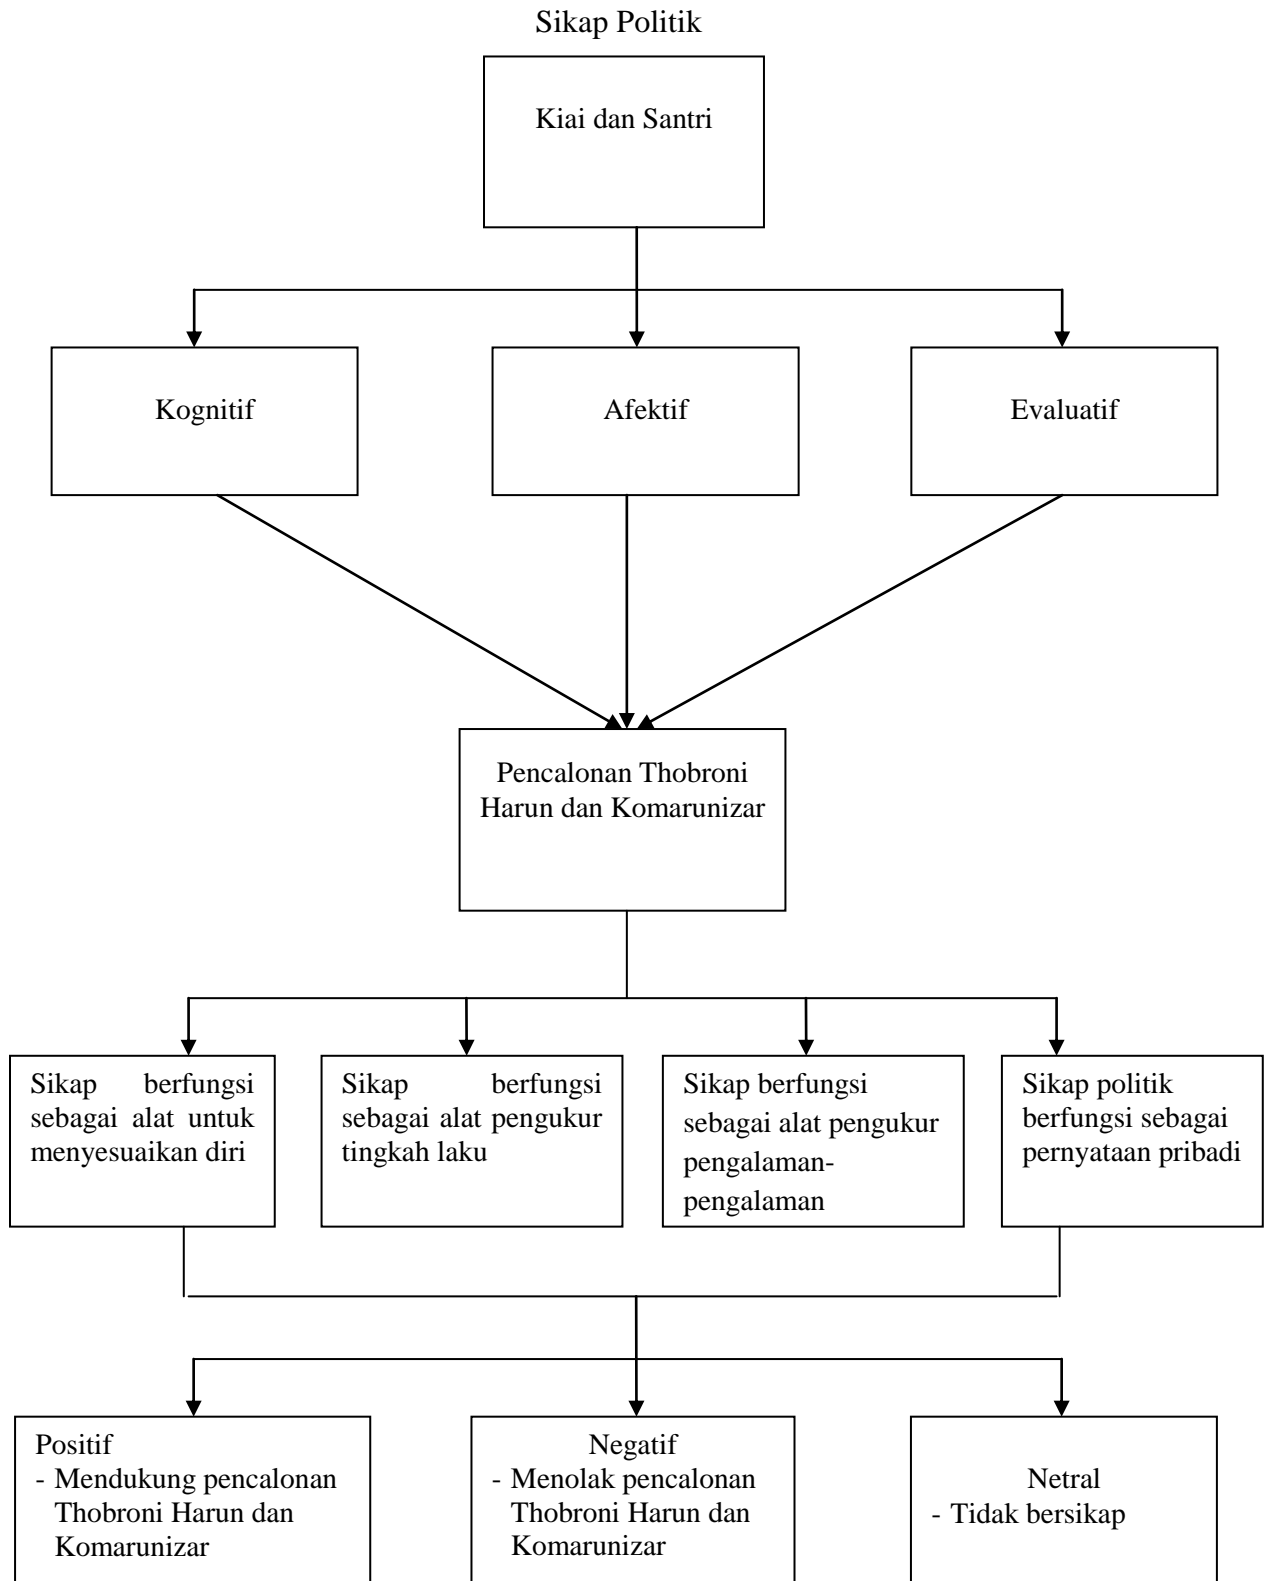 Sikap Politik
Kiai dan Santri
Kognitif
Afektif
Evaluatif
Pencalonan Thobroni
Harun dan Komarunizar
Sikap berfungsi
sebagai alat untuk
menyesuaikan diri
Sikap berfungsi
sebagai alat pengukur
tingkah laku
Sikap berfungsi
sebagai alat pengukur
pengalaman-
pengalaman
Sikap politik
berfungsi sebagai
pernyataan pribadi
Positif
- Mendukung pencalonan
Thobroni Harun dan
Komarunizar
Negatif
- Menolak pencalonan
Thobroni Harun dan
Komarunizar
Netral
- Tidak bersikap